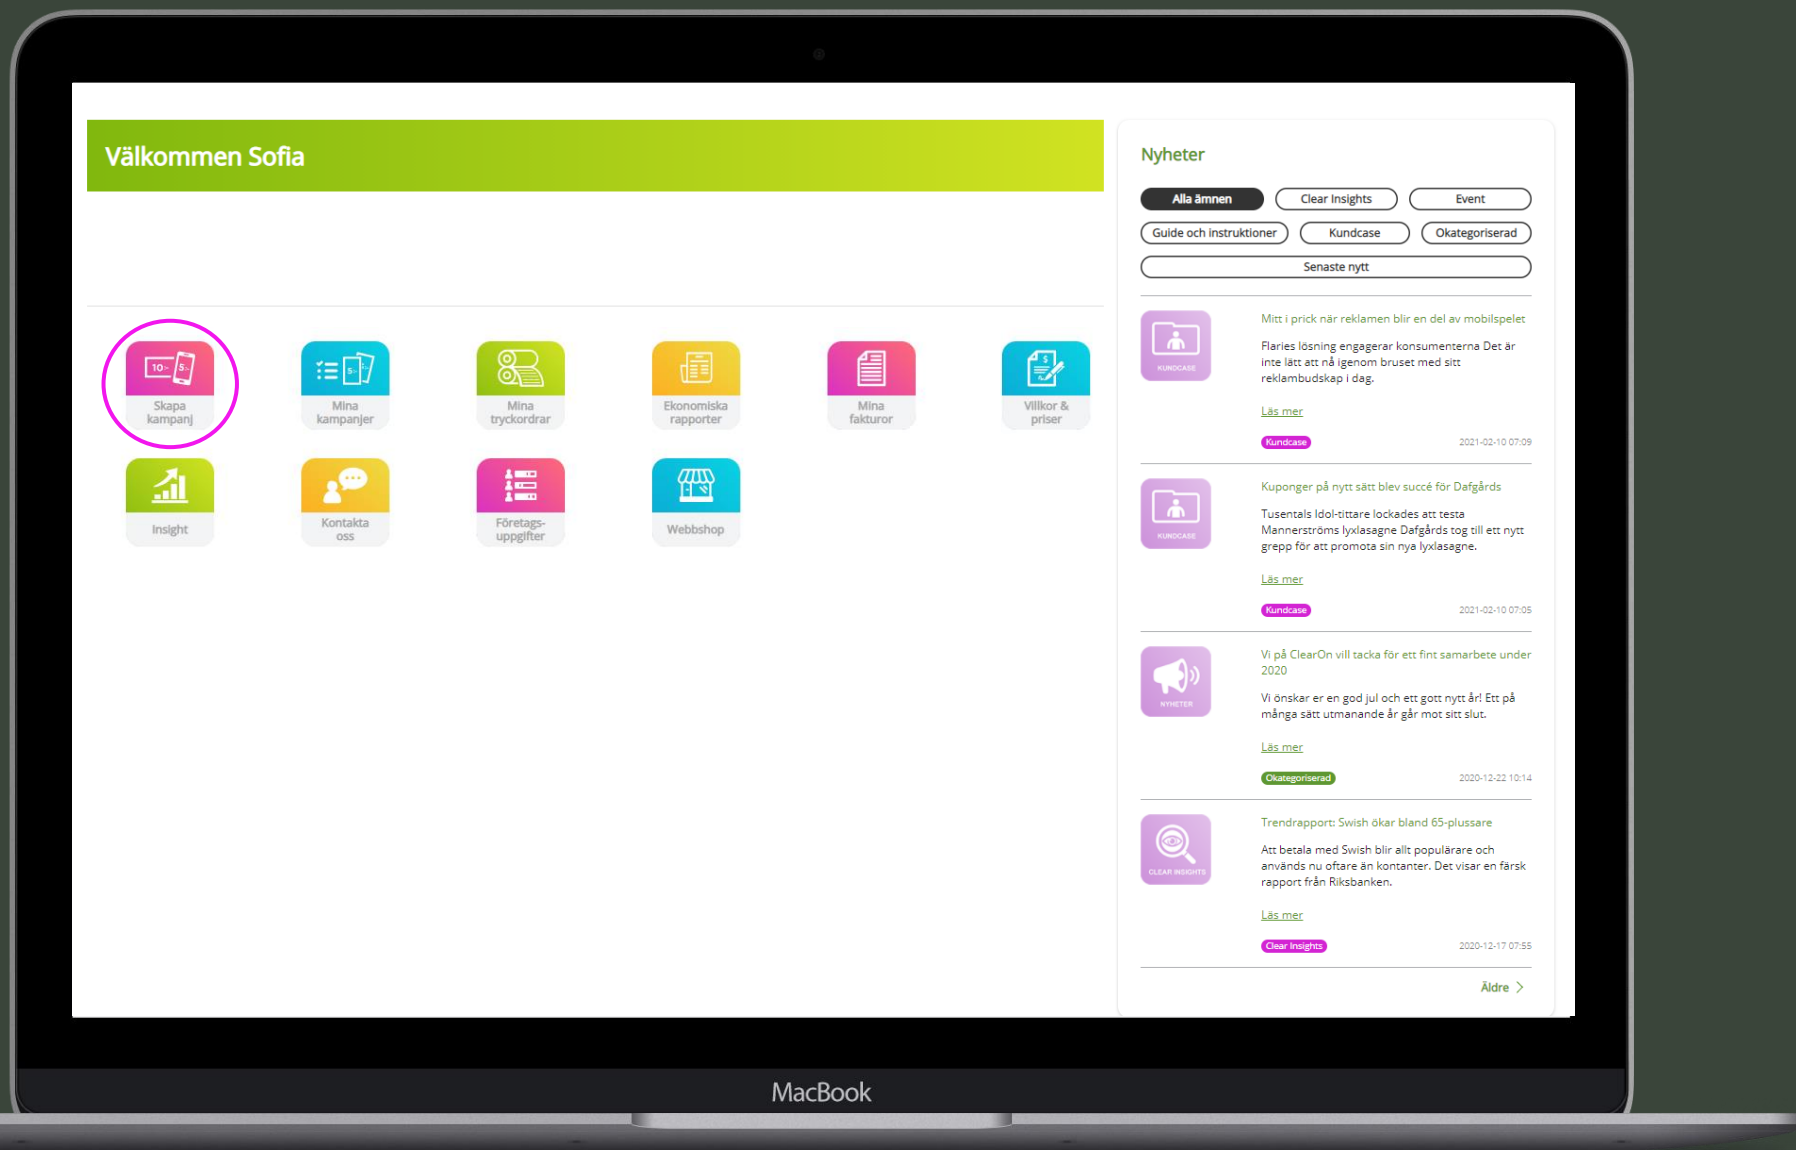 Välkommen Sofia
10:- 5:-
Skapa
kampanj
5:-
Mina
kampanjer
Mina
tryckordrar
Ekonomiska
rapporter
Mina
fakturor
$
Villkor &
priser
Insight
Kontakta
oss
Företags-
uppgifter
Webbshop
Nyheter
Alla ämnen
Clear Insights
Event
Guide och instruktioner
Kundcase
Okategoriserad
Senaste nytt
KUNDCASE
Mitt i prick när reklamen blir en del av mobilspelet
Flaries lösning engagerar konsumenterna Det är
inte lätt att nå igenom bruset med sitt
reklambudskap i dag.
Läs mer
Kundcase
2021-02-10 07:09
KUNDCASE
Kuponger på nytt sätt blev succé för Dafgårds
Tusentals Idol-tittare lockades att testa
Mannerströms lyxlasagne Dafgårds tog till ett nytt
grepp för att promota sin nya lyxlasagne.
Läs mer
Kundcase
2021-02-10 07:05
NYHETER
Vi på ClearOn vill tacka för ett fint samarbete under
2020
Vi önskar er en god jul och ett gott nytt år! Ett på
många sätt utmanande år går mot sitt slut.
Läs mer
Okategoriserad
2020-12-22 10:14
CLEAR INSIGHTS
Trendrapport: Swish ökar bland 65-plussare
Att betala med Swish blir allt populärare och
används nu oftare än kontanter. Det visar en färsk
rapport från Riksbanken.
Läs mer
Clear Insights
2020-12-17 07:55
Äldre >
MacBook